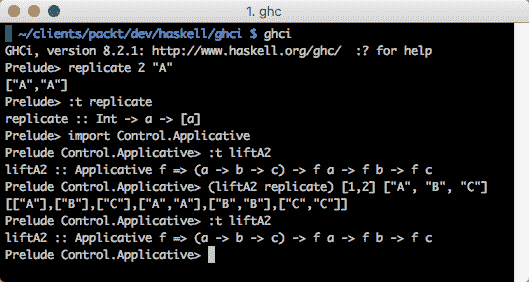 1. ghc
~/clients/packt/dev/haskell/ghci $ ghci
GHCi, version 8.2.1: http://www.haskell.org/ghc/  :? for help
Prelude> replicate 2 "A"
["A","A"]
Prelude> :t replicate
replicate :: Int -> a -> [a]
Prelude> import Control.Applicative
Prelude Control.Applicative> :t liftA2
liftA2 :: Applicative f => (a -> b -> c) -> f a -> f b -> f c
Prelude Control.Applicative> (liftA2 replicate) [1,2] ["A", "B", "C"]
[["A"],["B"],["C"],["A","A"],["B","B"],["C","C"]]
Prelude Control.Applicative> :t liftA2
liftA2 :: Applicative f => (a -> b -> c) -> f a -> f b -> f c
Prelude Control.Applicative>